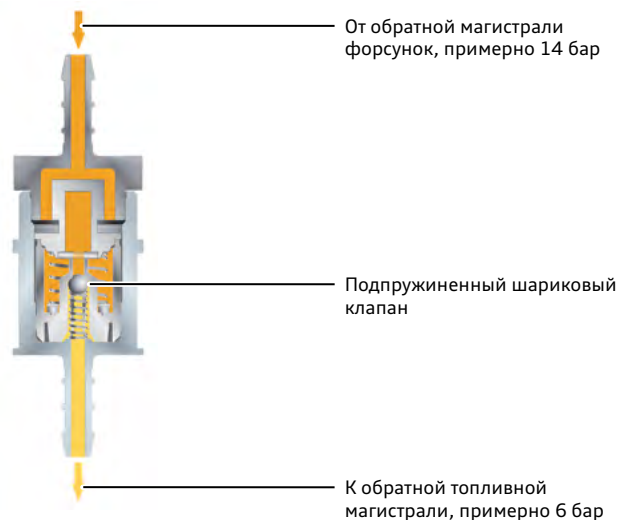 От обратной магистрали
форсунок, примерно 14 бар
Подпружиненный шариковый
клапан
К обратной топливной
магистрали, примерно 6 бар